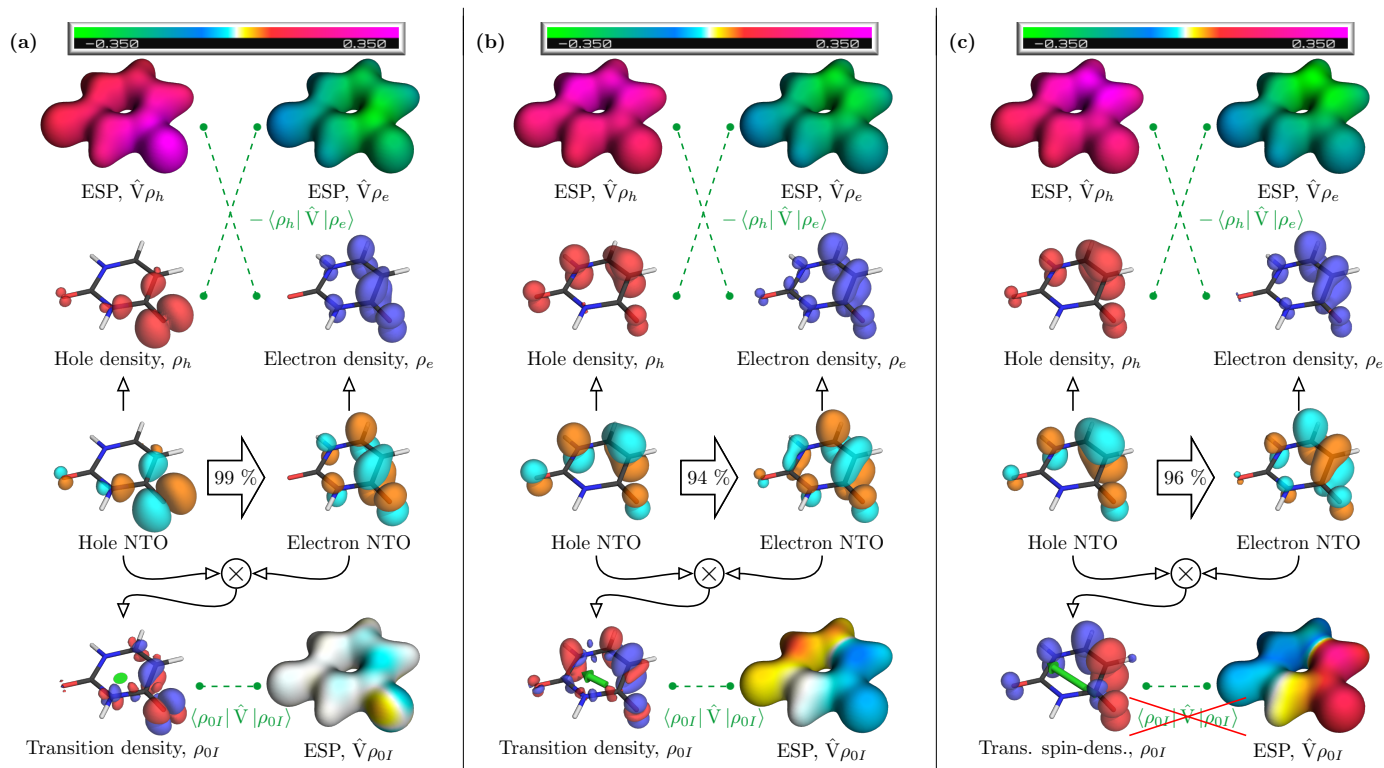 (a)
−0.350 0.350
ESP, V̂ρh ESP, V̂ρe
− ⟨ρh| V̂ |ρe⟩
Hole density, ρh Electron density, ρe
99 %
Hole NTO Electron NTO
⟨ρ0I| V̂ |ρ0I⟩
Transition density, ρ0I ESP, V̂ρ0I
(b)
−0.350 0.350
ESP, V̂ρh ESP, V̂ρe
− ⟨ρh| V̂ |ρe⟩
Hole density, ρh Electron density, ρe
94 %
Hole NTO Electron NTO
⟨ρ0I| V̂ |ρ0I⟩
Transition density, ρ0I ESP, V̂ρ0I
(c)
−0.350 0.350
ESP, V̂ρh ESP, V̂ρe
− ⟨ρh| V̂ |ρe⟩
Hole density, ρh Electron density, ρe
96 %
Hole NTO Electron NTO
⟨ρ0I| V̂ |ρ0I⟩
Trans. spin-dens., ρ0I ESP, V̂ρ0I